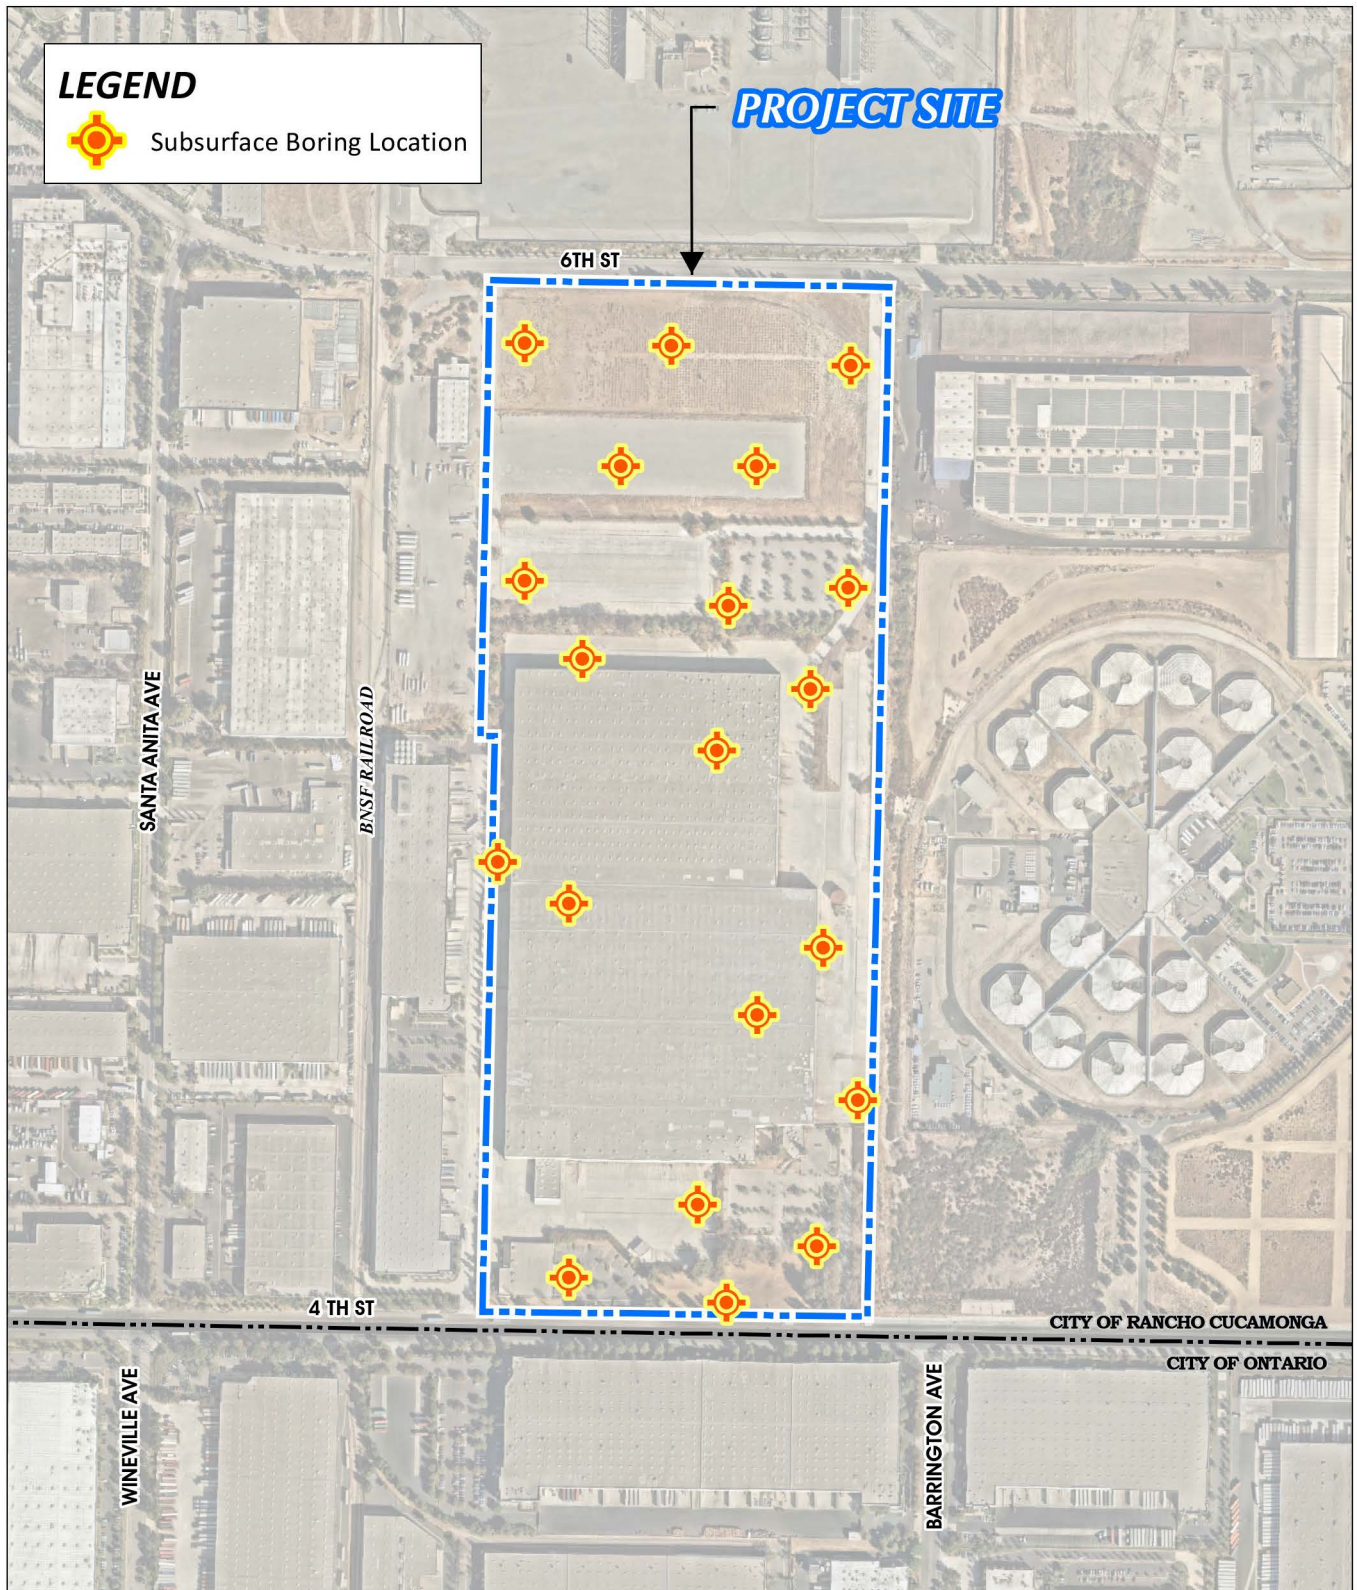 LEGEND
Subsurface Boring Location
PROJECT SITE
6TH ST
SANTA ANITA AVE
BNSF RAILROAD
4 TH ST
CITY OF RANCHO CUCAMONGA
CITY OF ONTARIO
WINEVILLE AVE
BARRINGTON AVE